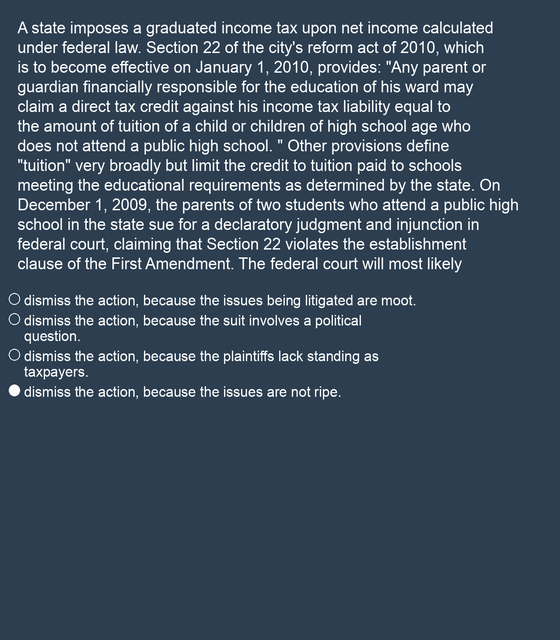 A state imposes a graduated income tax upon net income calculated
under federal law. Section 22 of the city's reform act of 2010, which
is to become effective on January 1, 2010, provides: "Any parent or
guardian financially responsible for the education of his ward may
claim a direct tax credit against his income tax liability equal to
the amount of tuition of a child or children of high school age who
does not attend a public high school. " Other provisions define
"tuition" very broadly but limit the credit to tuition paid to schools
meeting the educational requirements as determined by the state. On
December 1, 2009, the parents of two students who attend a public high
school in the state sue for a declaratory judgment and injunction in
federal court, claiming that Section 22 violates the establishment
clause of the First Amendment. The federal court will most likely
dismiss the action, because the issues being litigated are moot.
dismiss the action, because the suit involves a political
question.
dismiss the action, because the plaintiffs lack standing as
taxpayers.
dismiss the action, because the issues are not ripe.